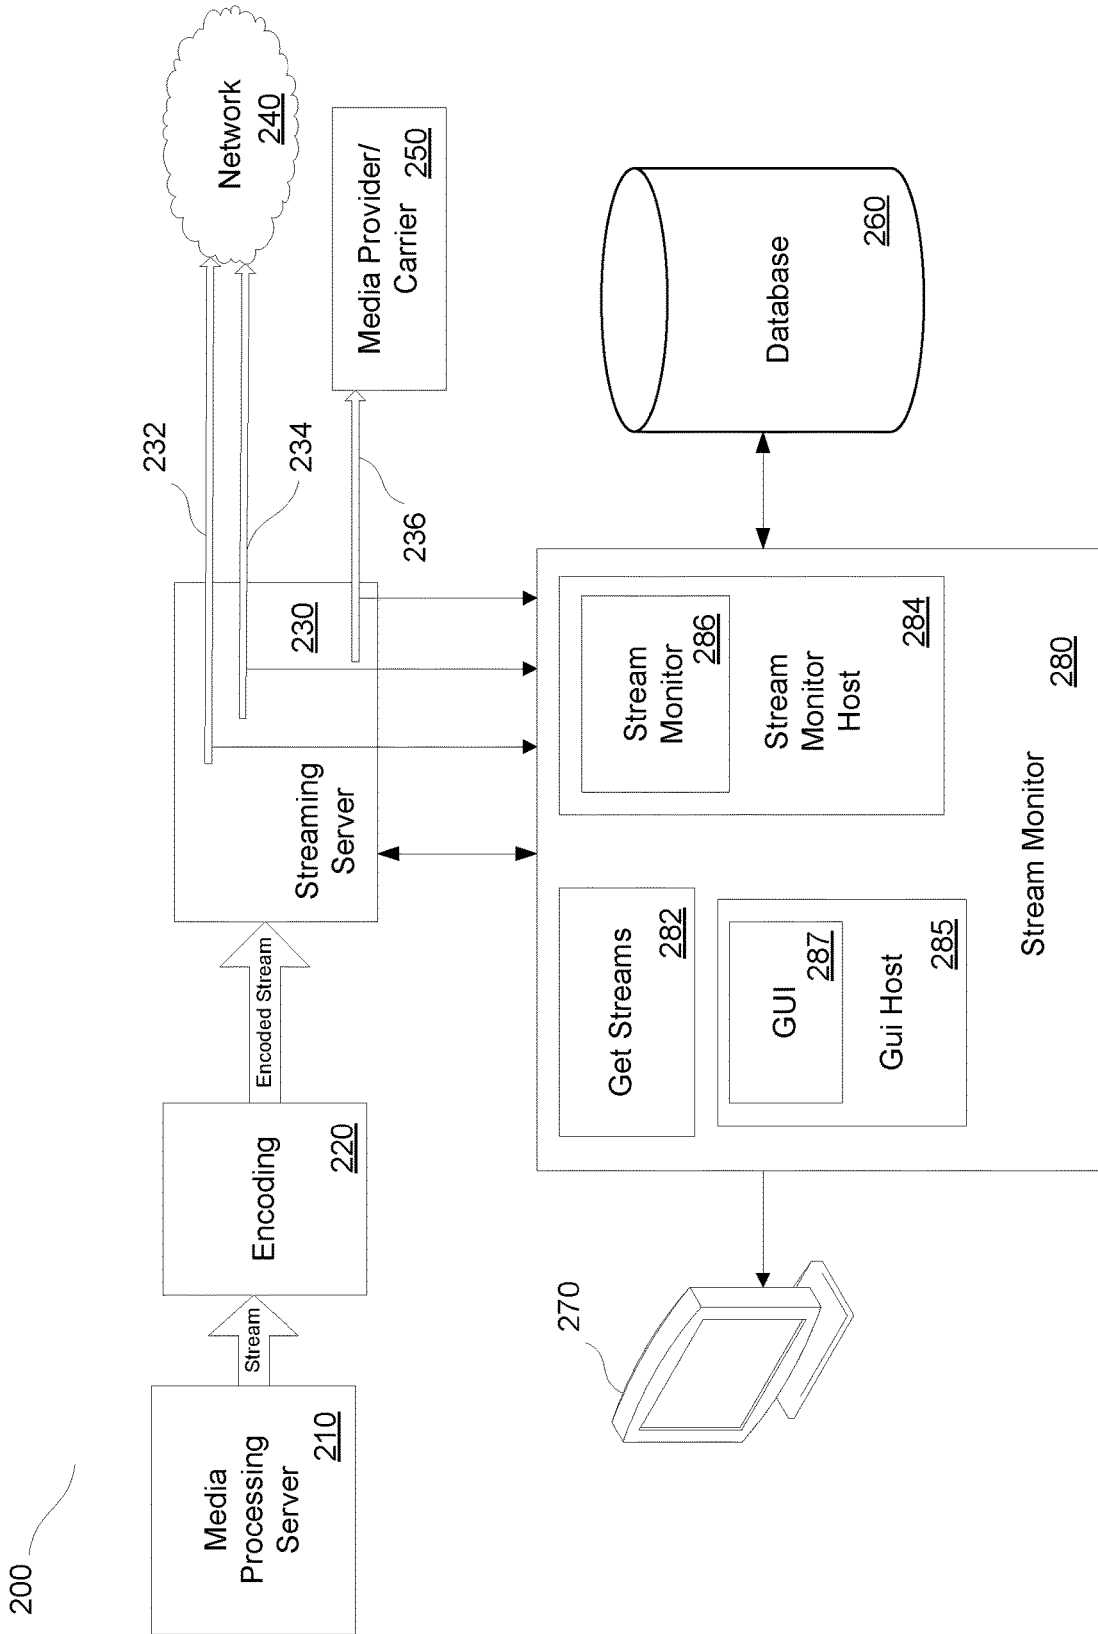 200
Media
Processing
Server
210
Stream
Encoding
220
Encoded Stream
Streaming
Server
230
232
234
236
Network
240
Media Provider/
Carrier
250
270
Get Streams
282
GUI
287
Gui Host
285
Stream
Monitor
286
Stream
Monitor
Host
284
Stream Monitor
280
Database
260